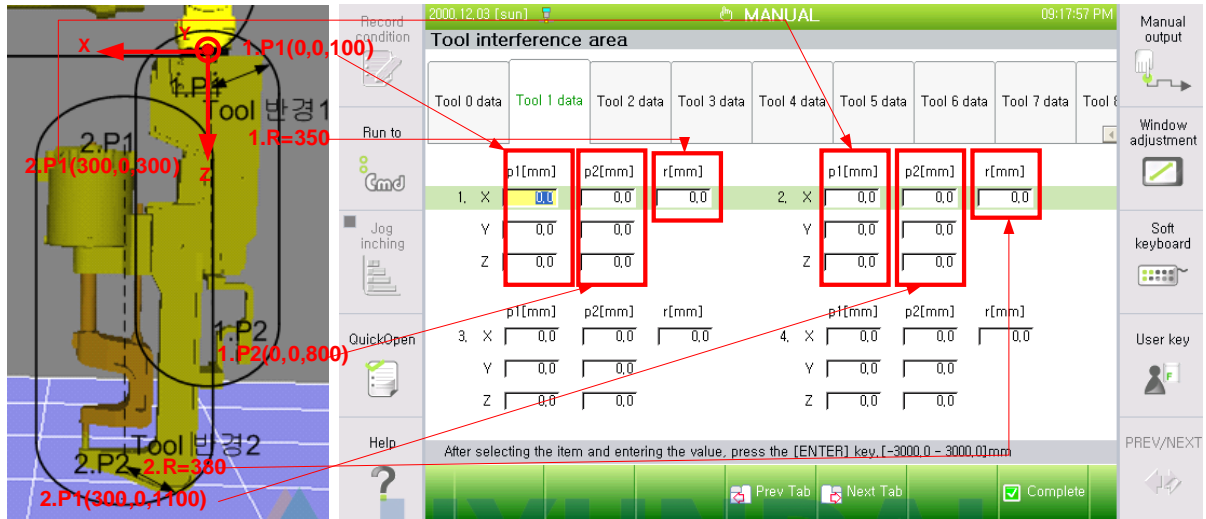 X
Y
Z
1.P1(0,0,100)
1.P1
Tool 반경1
1.R=350
2.P1
2.P1(300,0,300)
1.P2
1.P2(0,0,800)
Tool 반경2
2.P2
2.R=380
2.P1(300,0,1100)
Record
condition
Run to
Cmd
Jog
inching
QuickOpen
Help
?
2000.12.03 [sun]
MANUAL
09:17:57 PM
Tool interference area
Tool 0 data Tool 1 data Tool 2 data Tool 3 data Tool 4 data Tool 5 data Tool 6 data Tool 7 data Tool 8
p1[mm] p2[mm] r[mm] p1[mm] p2[mm] r[mm]
1. X 0.0 0.0 0.0 2. X 0.0 0.0 0.0
Y 0.0 0.0 Y 0.0 0.0
Z 0.0 0.0 Z 0.0 0.0
p1[mm] p2[mm] r[mm] p1[mm] p2[mm] r[mm]
3. X 0.0 0.0 0.0 4. X 0.0 0.0 0.0
Y 0.0 0.0 Y 0.0 0.0
Z 0.0 0.0 Z 0.0 0.0
After selecting the item and entering the value, press the [ENTER] key.[-3000.0 - 3000.0]mm
Prev Tab Next Tab Complete
Manual
output
Window
adjustment
Soft
keyboard
User key
F
PREV/NEXT